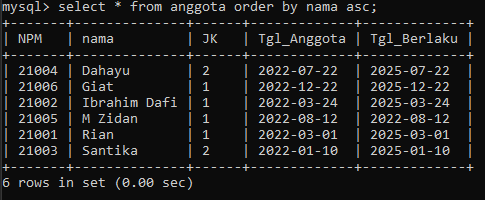 mysql> select * from anggota order by nama asc;
+-------+--------------+----+-------------+-------------+
| NPM   | nama         | JK | Tgl_Anggota | Tgl_Berlaku |
+-------+--------------+----+-------------+-------------+
| 21004 | Dahayu       | 2  | 2022-07-22  | 2025-07-22  |
| 21006 | Giat         | 1  | 2022-12-22  | 2025-12-22  |
| 21002 | Ibrahim Dafi | 1  | 2022-03-24  | 2025-03-24  |
| 21005 | M Zidan      | 1  | 2022-08-12  | 2022-08-12  |
| 21001 | Rian         | 1  | 2022-03-01  | 2025-03-01  |
| 21003 | Santika      | 2  | 2022-01-10  | 2025-01-10  |
+-------+--------------+----+-------------+-------------+
6 rows in set (0.00 sec)